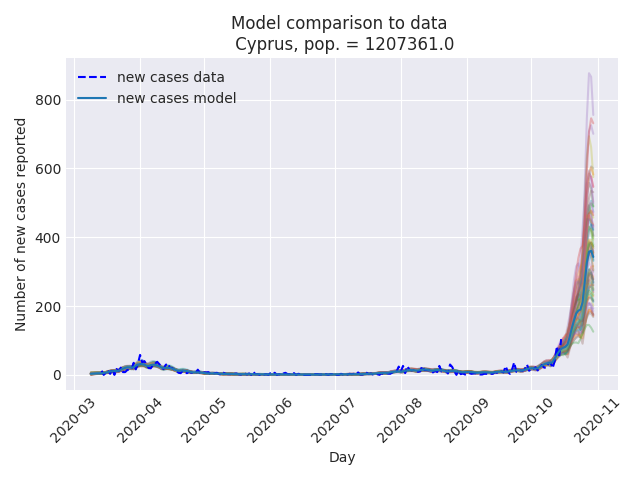 Model comparison to data
Cyprus, pop. = 1207361.0
new cases data
new cases model
Number of new cases reported
800
600
400
200
0
2020-03
2020-04
2020-05
2020-06
2020-07
2020-08
2020-09
2020-10
2020-11
Day